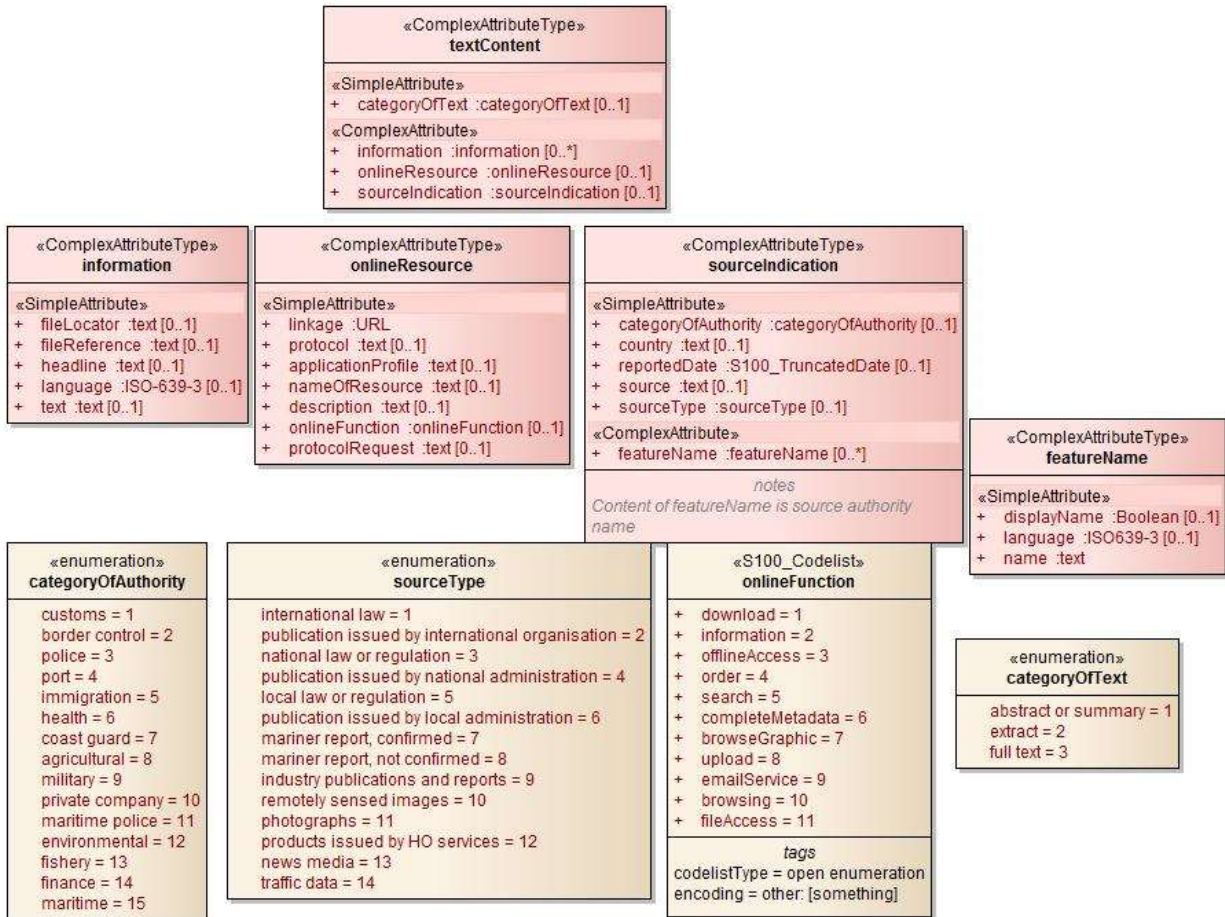 «ComplexAttributeType»
textContent
«SimpleAttribute»
+ categoryOfText :categoryOfText [0..1]
«ComplexAttribute»
+ information :information [0..*]
+ onlineResource :onlineResource [0..1]
+ sourceIndication :sourceIndication [0..1]
«ComplexAttributeType»
information
«SimpleAttribute»
+ fileLocator :text [0..1]
+ fileReference :text [0..1]
+ headline :text [0..1]
+ language :ISO-639-3 [0..1]
+ text :text [0..1]
«ComplexAttributeType»
onlineResource
«SimpleAttribute»
+ linkage :URL
+ protocol :text [0..1]
+ applicationProfile :text [0..1]
+ nameOfResource :text [0..1]
+ description :text [0..1]
+ onlineFunction :onlineFunction [0..1]
+ protocolRequest :text [0..1]
«ComplexAttributeType»
sourceIndication
«SimpleAttribute»
+ categoryOfAuthority :categoryOfAuthority [0..1]
+ country :text [0..1]
+ reportedDate :S100_TruncatedDate [0..1]
+ source :text [0..1]
+ sourceType :sourceType [0..1]
«ComplexAttribute»
+ featureName :featureName [0..*]
notes
Content of featureName is source authority
name
«ComplexAttributeType»
featureName
«SimpleAttribute»
+ displayName :Boolean [0..1]
+ language :ISO639-3 [0..1]
+ name :text
«enumeration»
categoryOfAuthority
customs = 1
border control = 2
police = 3
port = 4
immigration = 5
health = 6
coast guard = 7
agricultural = 8
military = 9
private company = 10
maritime police = 11
environmental = 12
fishery = 13
finance = 14
maritime = 15
«enumeration»
sourceType
international law = 1
publication issued by international organisation = 2
national law or regulation = 3
publication issued by national administration = 4
local law or regulation = 5
publication issued by local administration = 6
mariner report, confirmed = 7
mariner report, not confirmed = 8
industry publications and reports = 9
remotely sensed images = 10
photographs = 11
products issued by HO services = 12
news media = 13
traffic data = 14
«S100_Codelist»
onlineFunction
+ download = 1
+ information = 2
+ offlineAccess = 3
+ order = 4
+ search = 5
+ completeMetadata = 6
+ browseGraphic = 7
+ upload = 8
+ emailService = 9
+ browsing = 10
+ fileAccess = 11
tags
codelistType = open enumeration
encoding = other: [something]
«enumeration»
categoryOfText
abstract or summary = 1
extract = 2
full text = 3